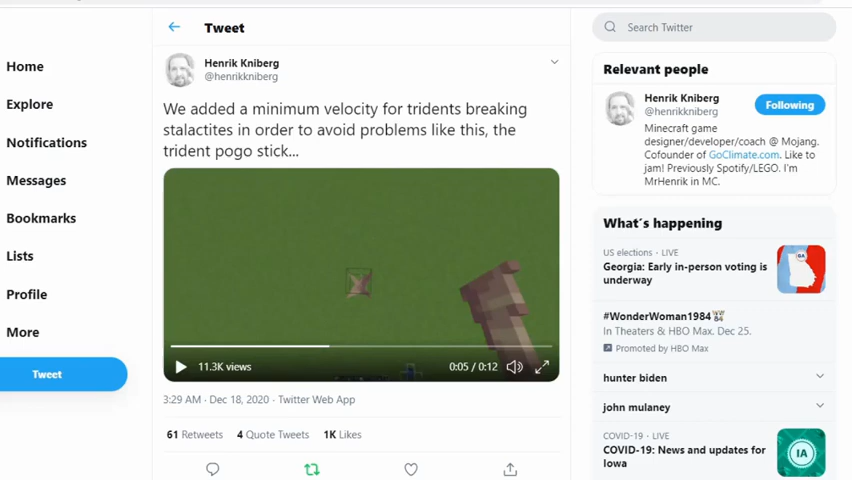 Tweet
Search Twitter
Home
Explore
Notifications
Messages
Bookmarks
Lists
Profile
More
Tweet
Henrik Kniberg
@henrikkniberg
We added a minimum velocity for tridents breaking
stalactites in order to avoid problems like this, the
trident pogo stick...
11.3K views
0:05 / 0:12
3:29 AM · Dec 18, 2020 · Twitter Web App
61 Retweets 4 Quote Tweets 1K Likes
Relevant people
Henrik Kniberg
@henrikkniberg
Following
Minecraft game
designer/developer/coach @ Mojang.
Cofounder of GoClimate.com. Like to
jam! Previously Spotify/LEGO. I'm
MrHenrik in MC.
What's happening
US elections · LIVE
Georgia: Early in-person voting is
underway
#WonderWoman1984
In Theaters & HBO Max. Dec 25.
Promoted by HBO Max
hunter biden
john mulaney
COVID-19 · LIVE
COVID-19: News and updates for
Iowa
IA